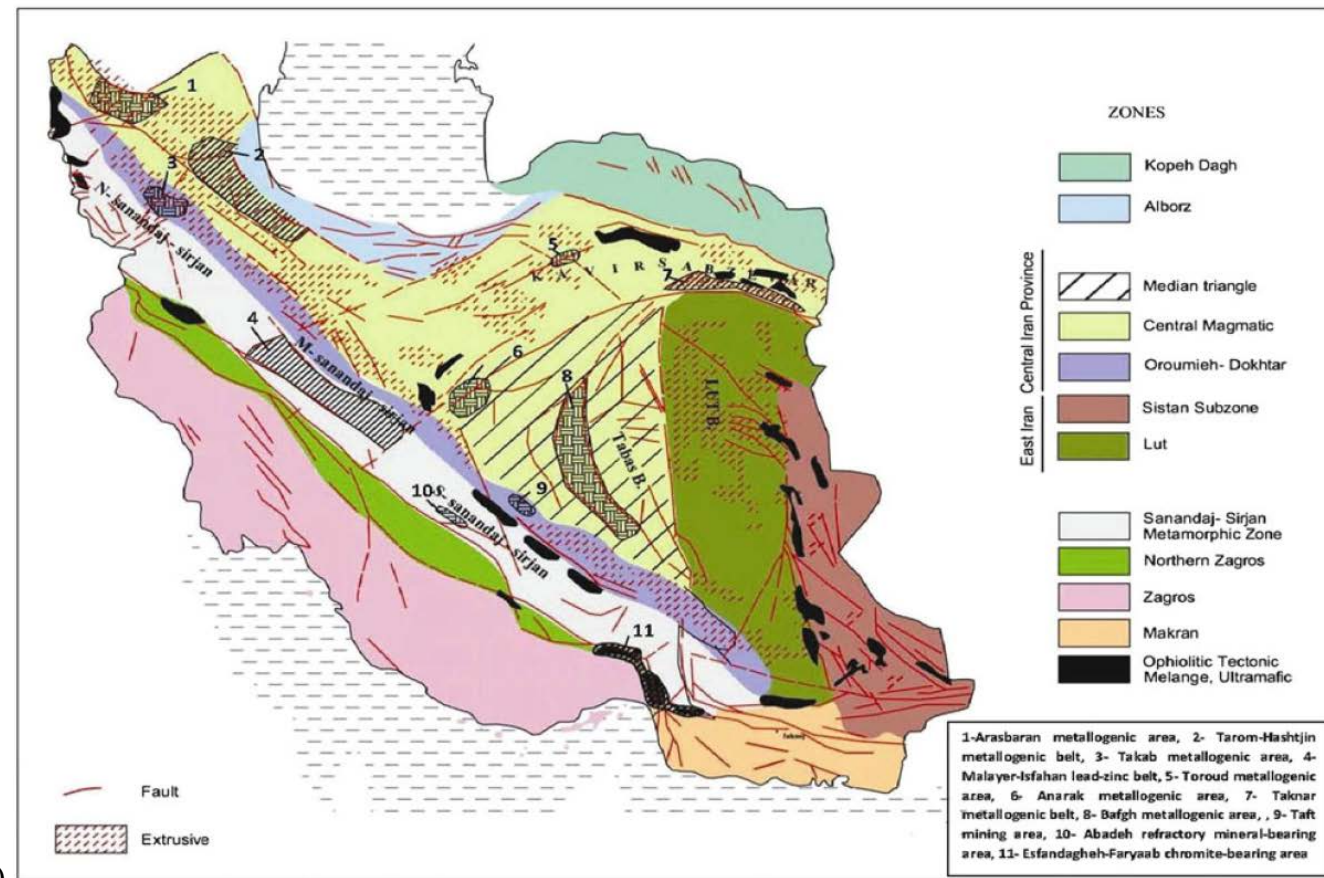 1
2
3
N- sanandaj - sirjan
4
M- sanandaj - sirjan
5
KAVIR SABZEVAR
7
6
8
Tabas B.
LUT B.
9
10
S- sanandaj - sirjan
11
Fault
Extrusive
ZONES
Kopeh Dagh
Alborz
Central Iran Province
Median triangle
Central Magmatic
Oroumieh- Dokhtar
East Iran
Sistan Subzone
Lut
Sanandaj- Sirjan
Metamorphic Zone
Northern Zagros
Zagros
Makran
Ophiolitic Tectonic
Melange, Ultramafic
1-Arasbaran metallogenic area, 2- Tarom-Hashtjin
metallogenic belt, 3- Takab metallogenic area, 4-
Malayer-Isfahan lead-zinc belt, 5- Toroud metallogenic
area, 6- Anarak metallogenic area, 7- Taknar
metallogenic belt, 8- Bafgh metallogenic area, , 9- Taft
mining area, 10- Abadeh refractory mineral-bearing
area, 11- Esfandagheh-Faryaab chromite-bearing area
)